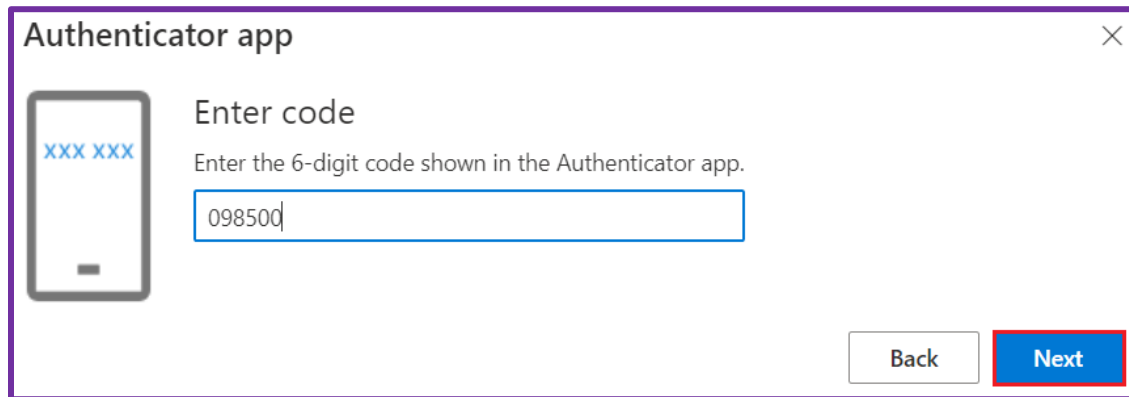 Authenticator app
Enter code
xxx xxx
Enter the 6-digit code shown in the Authenticator app.
098500
Back
Next